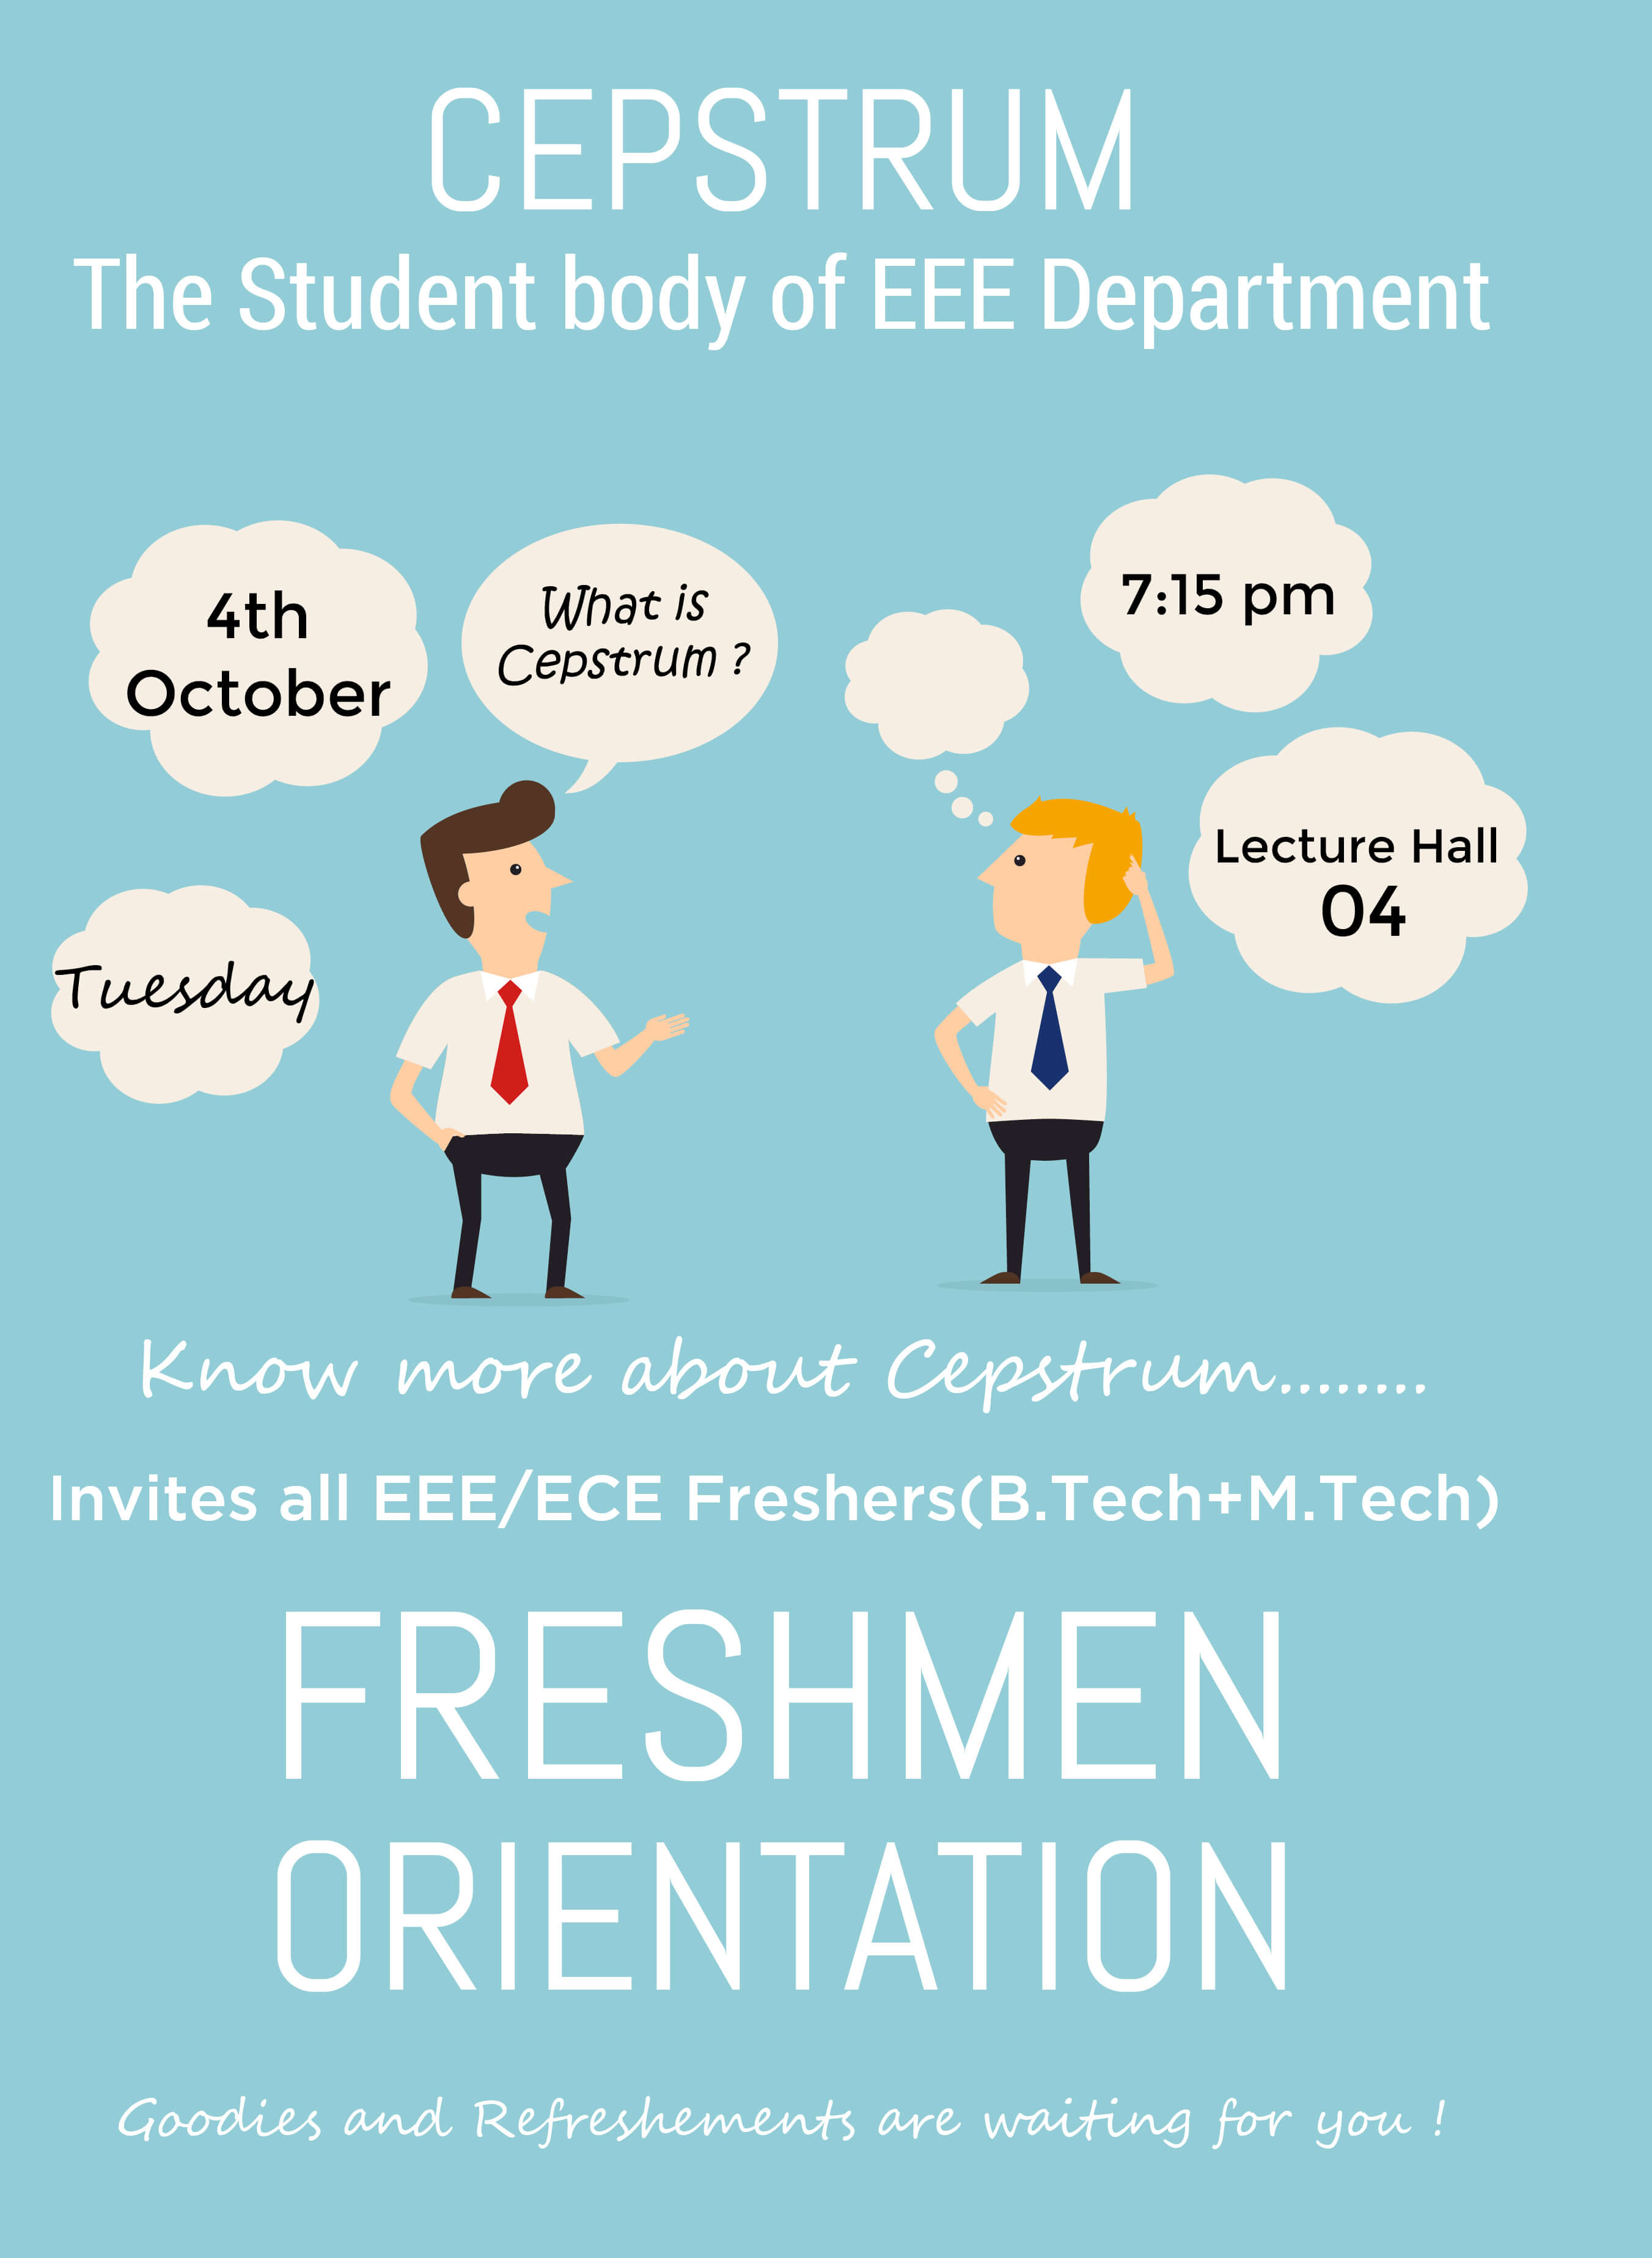 CEPSTRUM
The Student body of EEE Department
4th
October
What is
Cepstrum?
7:15 pm
Lecture Hall
04
Tuesday
Know more about Cepstrum........
Invites all EEE/ECE Freshers(B.Tech+M.Tech)
FRESHMEN
ORIENTATION
Goodies and Refreshements are waiting for you !